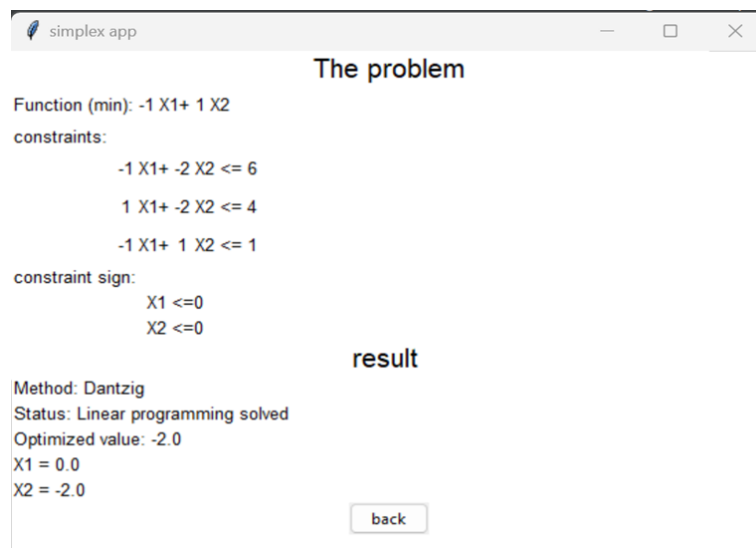 simplex app
The problem
Function (min): -1 X1+ 1 X2
constraints:
-1 X1+ -2 X2 <= 6
1 X1+ -2 X2 <= 4
-1 X1+ 1 X2 <= 1
constraint sign:
X1 <=0
X2 <=0
result
Method: Dantzig
Status: Linear programming solved
Optimized value: -2.0
X1 = 0.0
X2 = -2.0
back